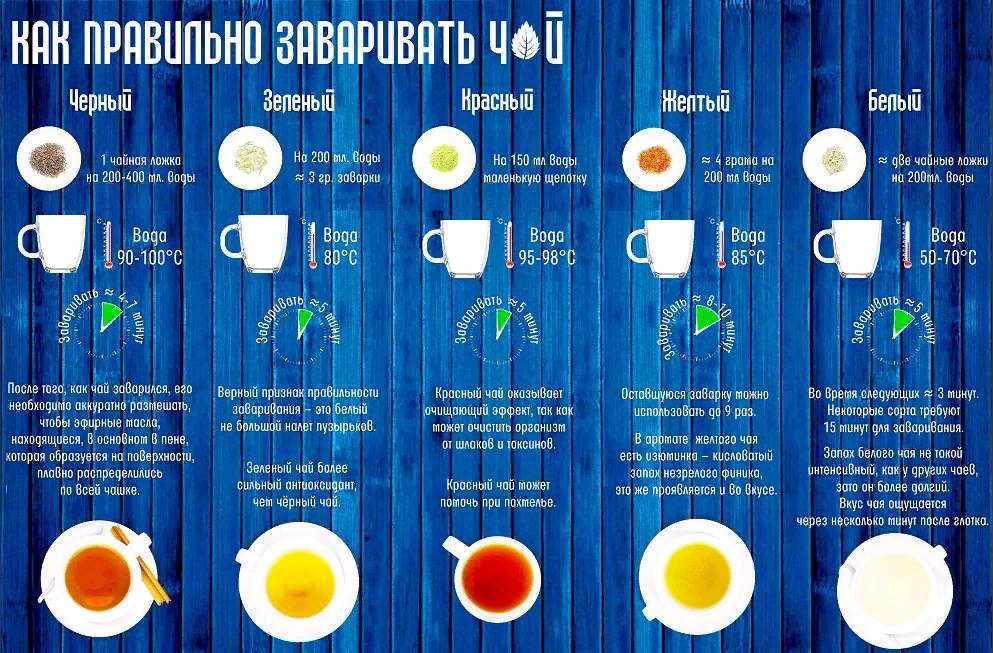 КАК ПРАВИЛЬНО ЗАВАРИВАТЬ ЧАЙ
Черный
1 чайная ложка
на 200-400 мл. воды
°C
Вода
90-100°C
Заваривать ≈ 4-7 минут
После того, как чай заварился, его
необходимо аккуратно размешать,
чтобы эфирные масла,
находящиеся, в основном в пене,
которая образуется на поверхности,
плавно распределились
по всей чашке.
Зеленый
На 200 мл. воды
≈ 3 гр. заварки
°C
Вода
80°C
Заваривать ≈5 минут
Верный признак правильности
заваривания – это белый
не большой налет пузырьков.
Зеленый чай более
сильный антиоксидант,
чем чёрный чай.
Красный
На 150 мл воды
маленькую щепотку
°C
Вода
95-98°C
Заваривать ≈5 минут
Красный чай оказывает
очищающий эффект, так как
может очистить организм
от шлаков и токсинов.
Красный чай может
помочь при похмелье.
Желтый
≈ 4 грама на
200 мл воды
°C
Вода
85°C
Заваривать ≈ 8-10 минут
Оставшуюся заварку можно
использовать до 9 раз.
В аромате желтого чая
есть изюминка – кисловатый
запах незрелого финика,
это же проявляется и во вкусе.
Белый
≈ две чайные ложки
на 200мл. воды
°C
Вода
50-70°C
Заваривать ≈ 5 минут
Во время следующих ≈ 3 минут.
Некоторые сорта требуют
15 минут для заваривания.
Запах белого чая не такой
интенсивный, как у других чаев,
зато он более долгий.
Вкус чая ощущается
через несколько минут после глотка.